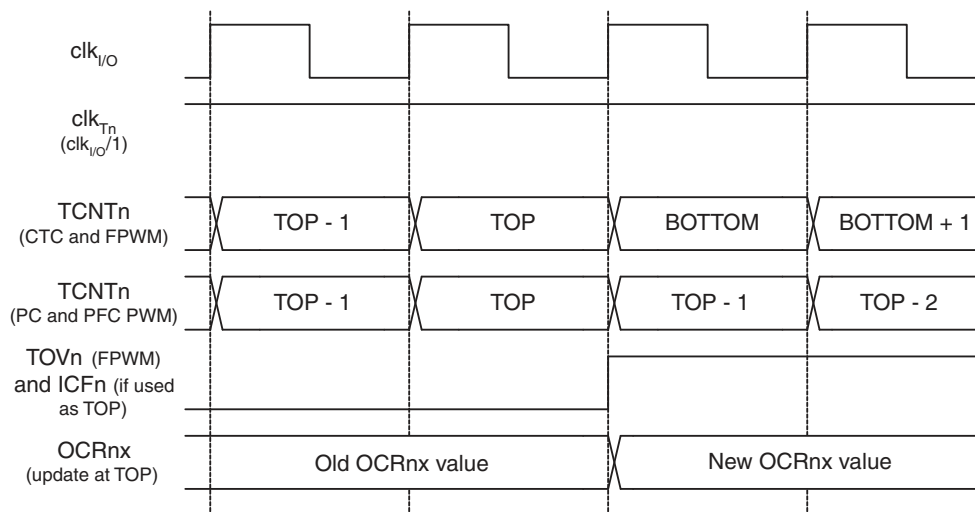 clkI/O
clkTn
(clkI/O/1)
TCNTn
(CTC and FPWM)
TOP - 1
TOP
BOTTOM
BOTTOM + 1
TCNTn
(PC and PFC PWM)
TOP - 1
TOP
TOP - 1
TOP - 2
TOVn (FPWM)
and ICFn (if used
as TOP)
OCRnx
(update at TOP)
Old OCRnx value
New OCRnx value